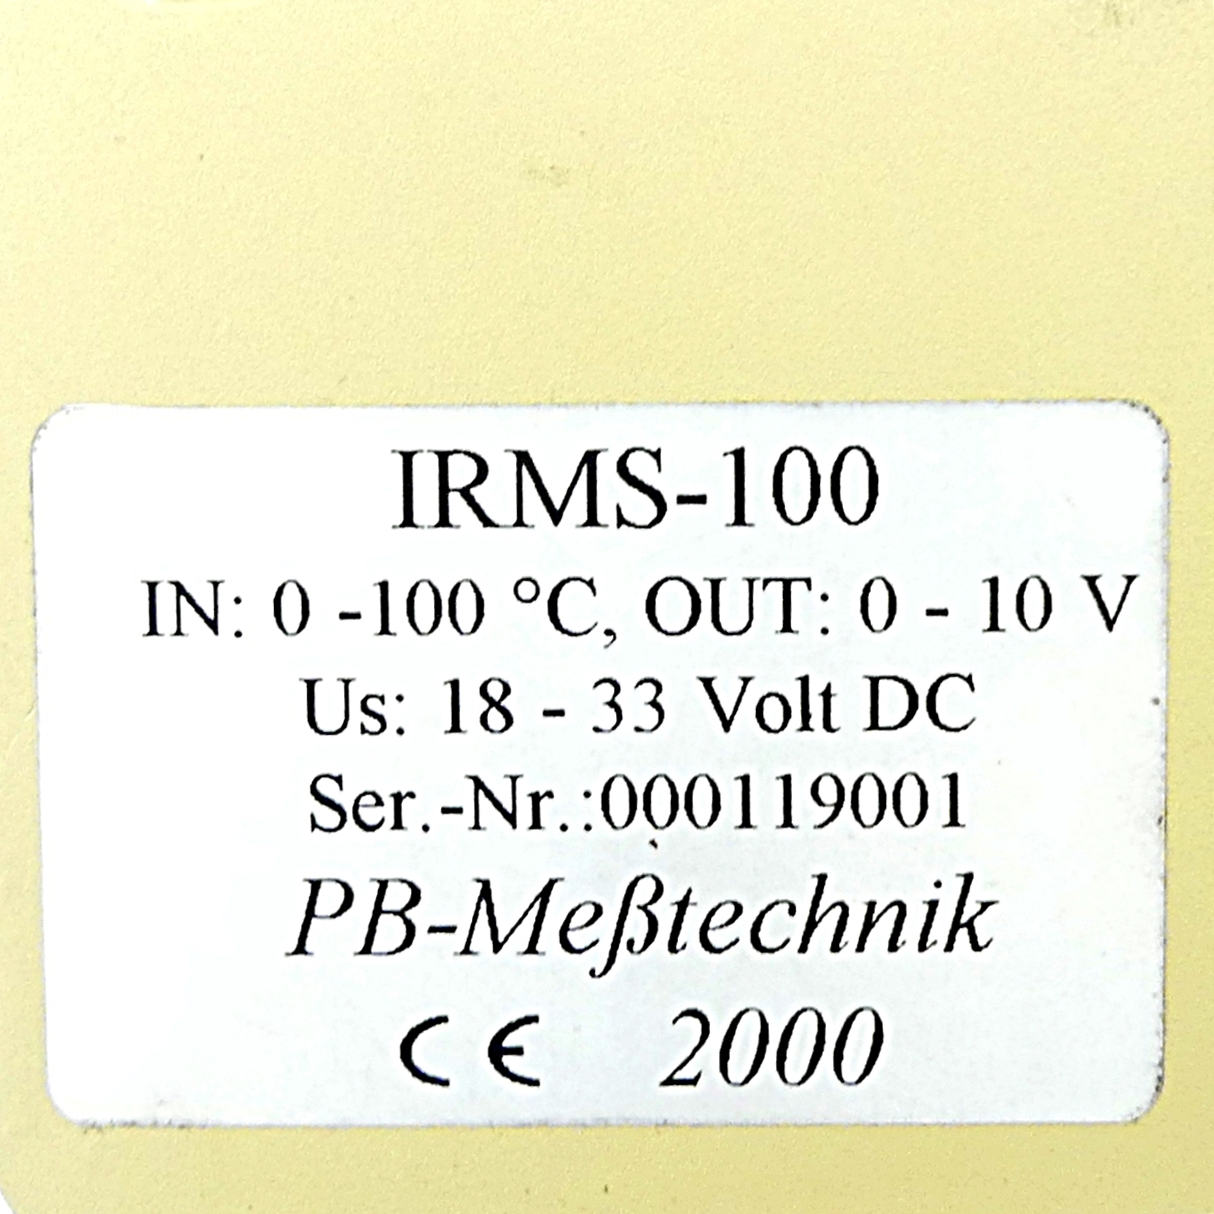 IRMS-100
IN: 0 -100 °C, OUT: 0 - 10 V
Us: 18 - 33 Volt DC
Ser.-Nr.:000119001
PB-Meßtechnik
CE 2000